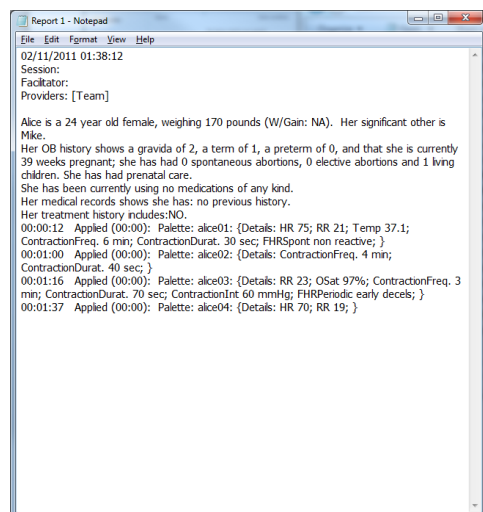 Report 1 - Notepad
File Edit Format View Help
02/11/2011 01:38:12
Session:
Facilitator:
Providers: [Team]
Alice is a 24 year old female, weighing 170 pounds (W/Gain: NA).  Her significant other is
Mike.
Her OB history shows a gravida of 2, a term of 1, a preterm of 0, and that she is currently
39 weeks pregnant; she has had 0 spontaneous abortions, 0 elective abortions and 1 living
children. She has had prenatal care.
She has been currently using no medications of any kind.
Her medical records shows she has: no previous history.
Her treatment history includes:NO.
00:00:12   Applied (00:00):  Palette: alice01: {Details: HR 75; RR 21; Temp 37.1;
ContractionFreq. 6 min; ContractionDurat. 30 sec; FHRSpont non reactive; }
00:01:00   Applied (00:00):  Palette: alice02: {Details: ContractionFreq. 4 min;
ContractionDurat. 40 sec; }
00:01:16   Applied (00:00):  Palette: alice03: {Details: RR 23; OSat 97%; ContractionFreq. 3
min; ContractionDurat. 70 sec; ContractionInt 60 mmHg; FHRPeriodic early decels; }
00:01:37   Applied (00:00):  Palette: alice04: {Details: HR 70; RR 19; }